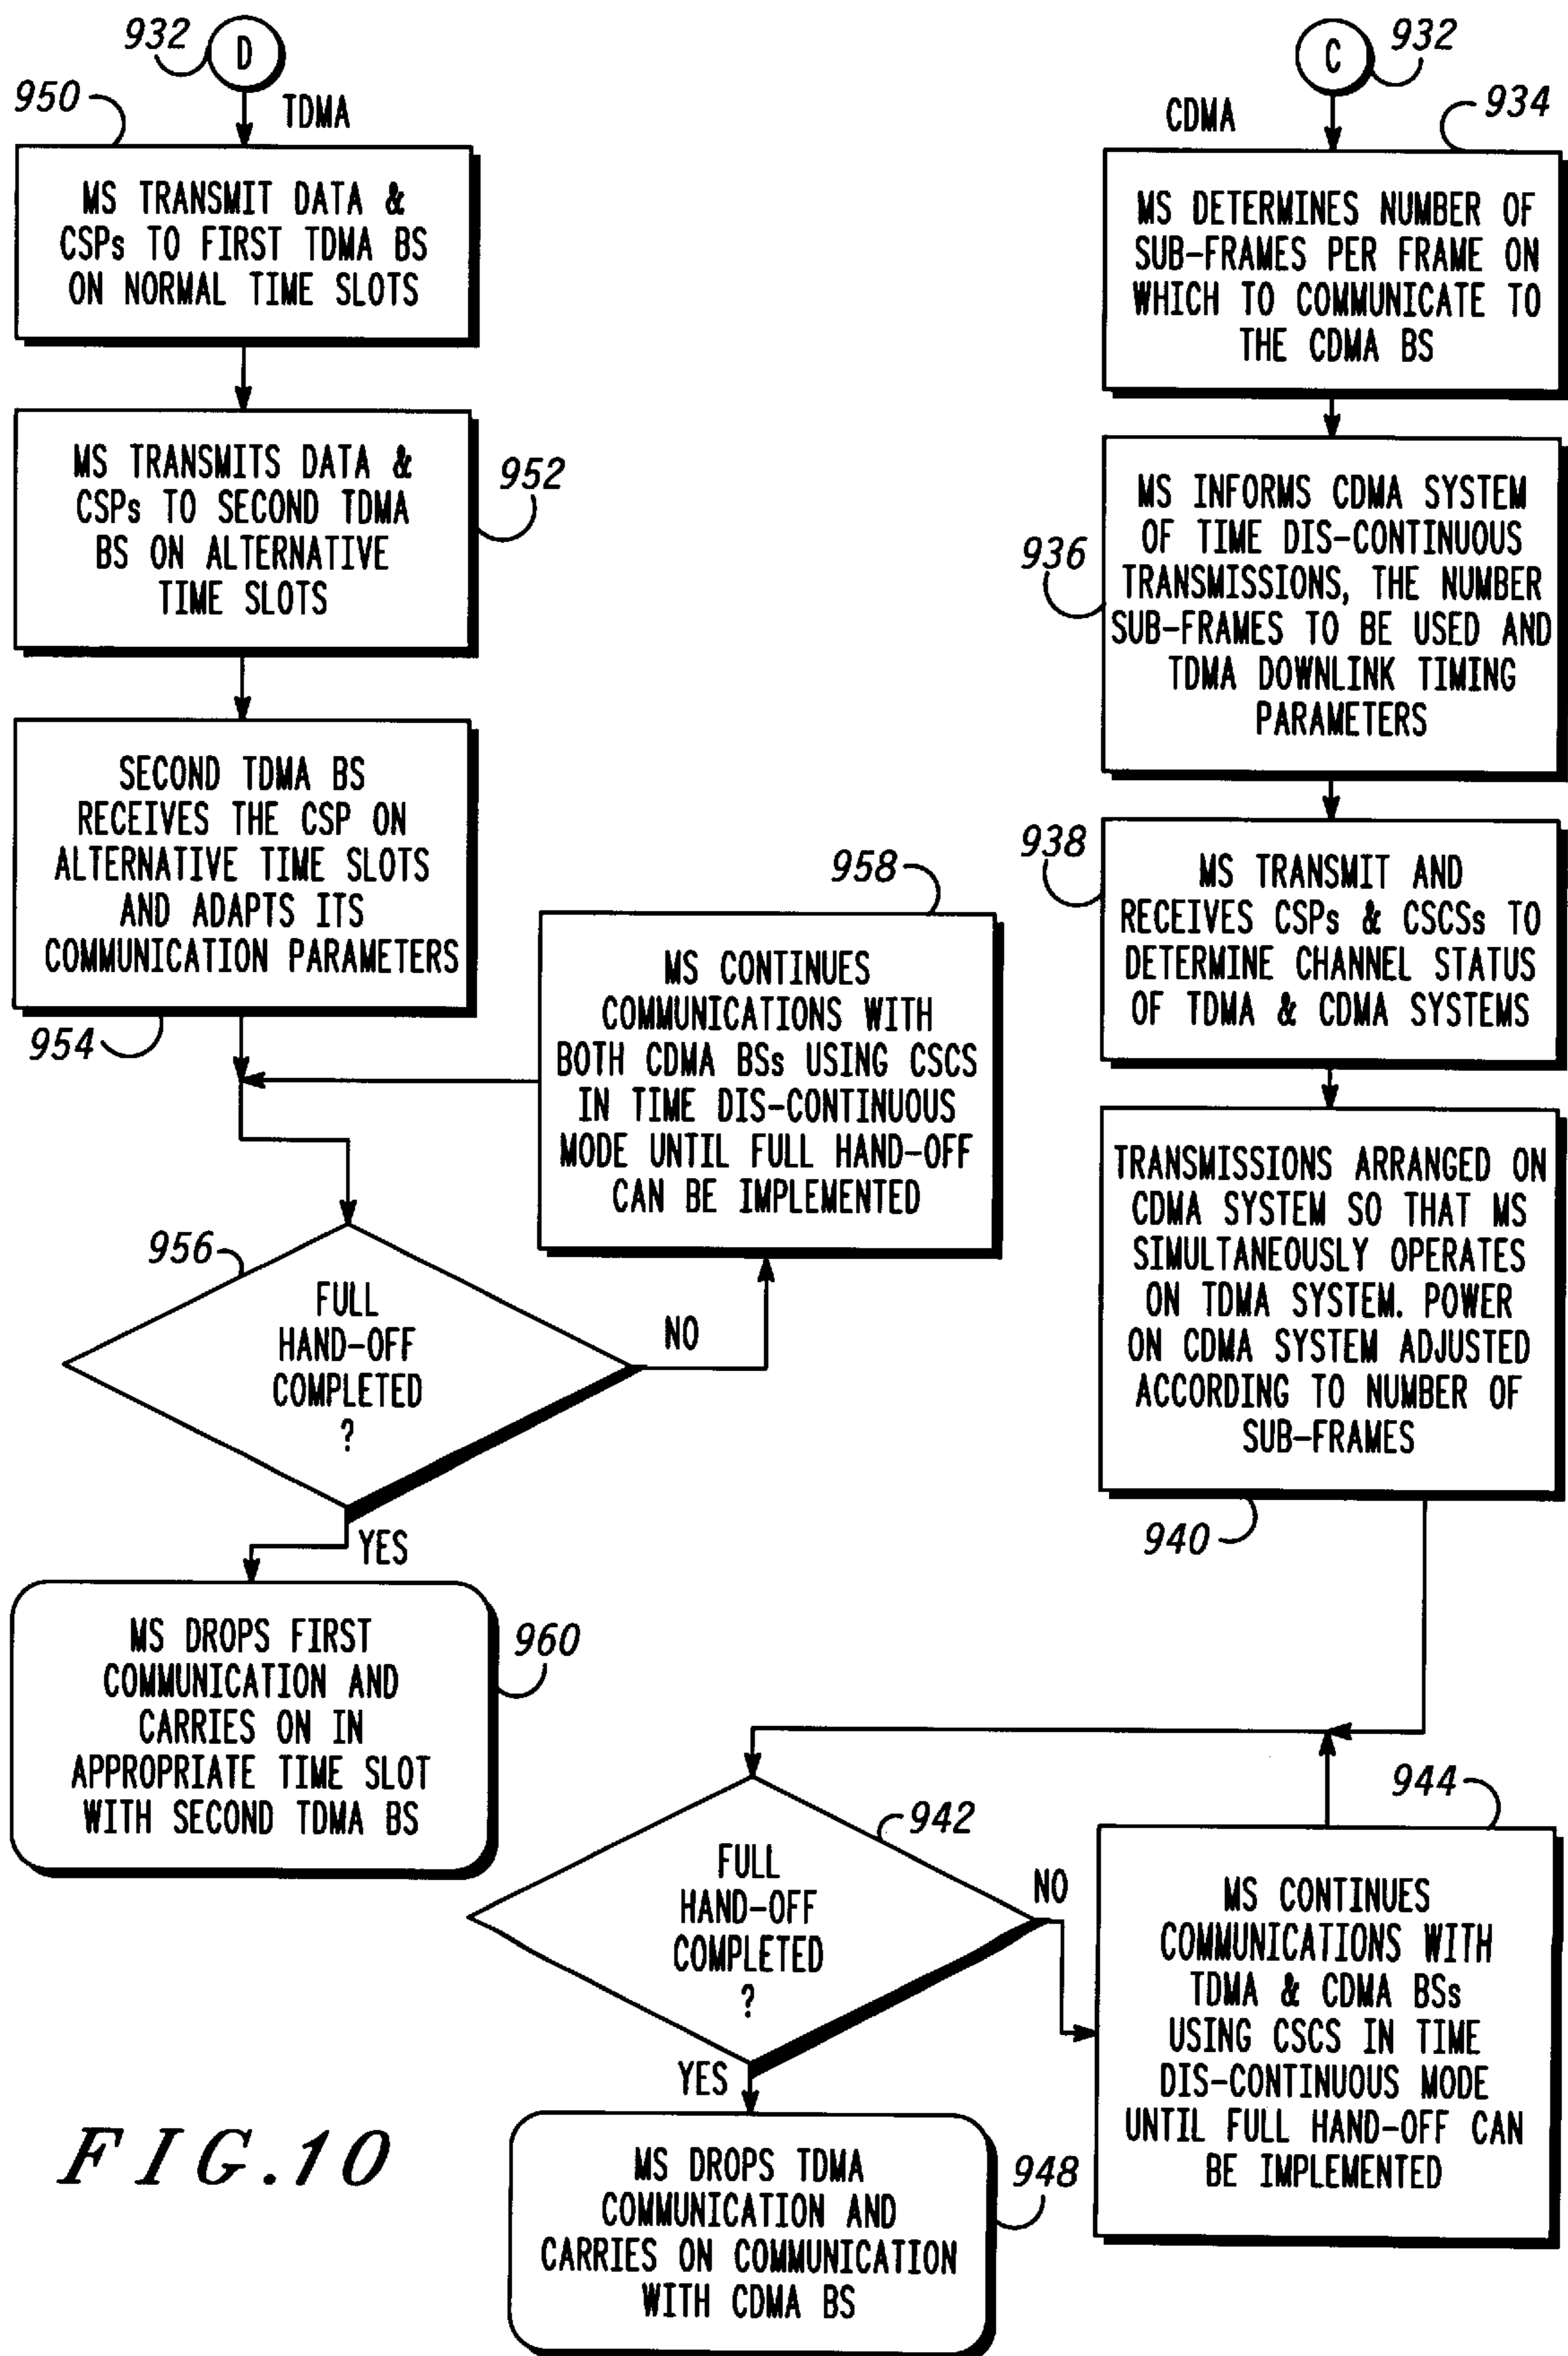 932
D
TDMA
950
MS TRANSMIT DATA &
CSPs TO FIRST TDMA BS
ON NORMAL TIME SLOTS
952
MS TRANSMITS DATA &
CSPs TO SECOND TDMA
BS ON ALTERNATIVE
TIME SLOTS
SECOND TDMA BS
RECEIVES THE CSP ON
ALTERNATIVE TIME SLOTS
AND ADAPTS ITS
COMMUNICATION PARAMETERS
954
958
MS CONTINUES
COMMUNICATIONS WITH
BOTH CDMA BSs USING CSCS
IN TIME DIS-CONTINUOUS
MODE UNTIL FULL HAND-OFF
CAN BE IMPLEMENTED
956
FULL
HAND-OFF
COMPLETED
?
NO
YES
MS DROPS FIRST
COMMUNICATION AND
CARRIES ON IN
APPROPRIATE TIME SLOT
WITH SECOND TDMA BS
960
C
932
CDMA
934
MS DETERMINES NUMBER OF
SUB-FRAMES PER FRAME ON
WHICH TO COMMUNICATE TO
THE CDMA BS
936
MS INFORMS CDMA SYSTEM
OF TIME DIS-CONTINUOUS
TRANSMISSIONS, THE NUMBER
SUB-FRAMES TO BE USED AND
TDMA DOWNLINK TIMING
PARAMETERS
938
MS TRANSMIT AND
RECEIVES CSPs & CSCSs TO
DETERMINE CHANNEL STATUS
OF TDMA & CDMA SYSTEMS
TRANSMISSIONS ARRANGED ON
CDMA SYSTEM SO THAT MS
SIMULTANEOUSLY OPERATES
ON TDMA SYSTEM. POWER
ON CDMA SYSTEM ADJUSTED
ACCORDING TO NUMBER OF
SUB-FRAMES
940
942
FULL
HAND-OFF
COMPLETED
?
NO
YES
944
MS CONTINUES
COMMUNICATIONS WITH
TDMA & CDMA BSs
USING CSCS IN TIME
DIS-CONTINUOUS MODE
UNTIL FULL HAND-OFF CAN
BE IMPLEMENTED
MS DROPS TDMA
COMMUNICATION AND
CARRIES ON COMMUNICATION
WITH CDMA BS
948
FIG.10